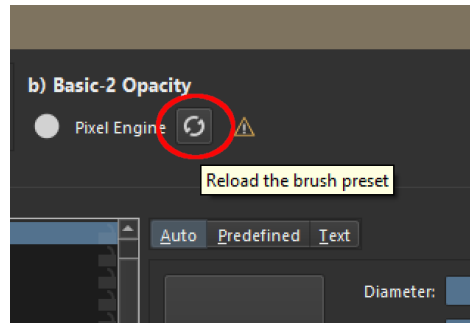 b) Basic-2 Opacity
Pixel Engine
Reload the brush preset
Auto Predefined Text
Diameter: